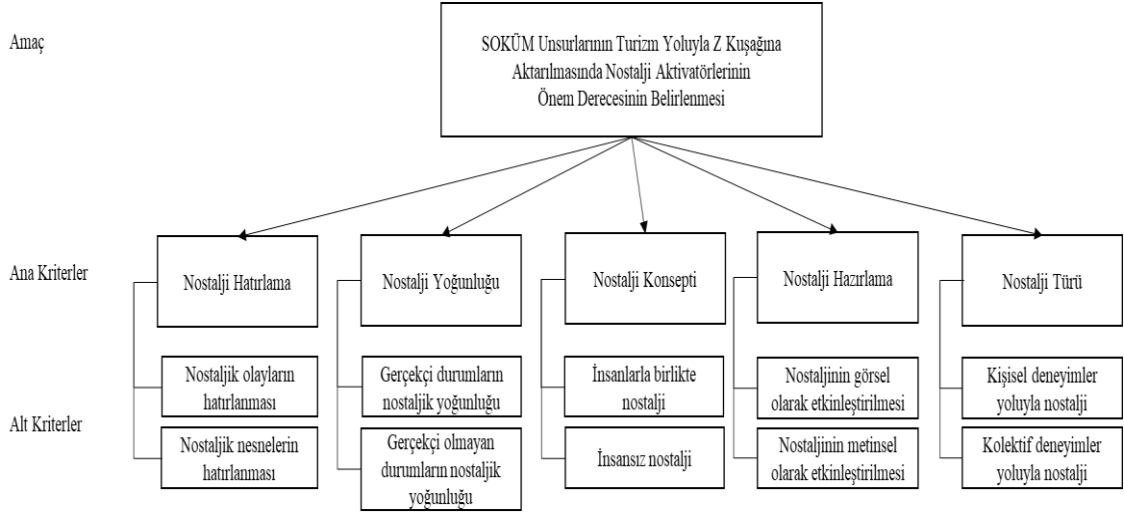 Amaç
SOKÜM Unsurlarının Turizm Yoluyla Z Kuşağına
Aktarılmasında Nostalji Aktivatörlerinin
Önem Derecesinin Belirlenmesi
Ana Kriterler
Nostalji Hatırlama
Nostalji Yoğunluğu
Nostalji Konsepti
Nostalji Hazırlama
Nostalji Türü
Alt Kriterler
Nostaljik olayların
hatırlanması
Gerçekçi durumların
nostaljik yoğunluğu
İnsanlarla birlikte
nostalji
Nostaljinin görsel
olarak etkinleştirilmesi
Kişisel deneyimler
yoluyla nostalji
Nostaljik nesnelerin
hatırlanması
Gerçekçi olmayan
durumların nostaljik
yoğunluğu
İnsansız nostalji
Nostaljinin metinsel
olarak etkinleştirilmesi
Kolektif deneyimler
yoluyla nostalji